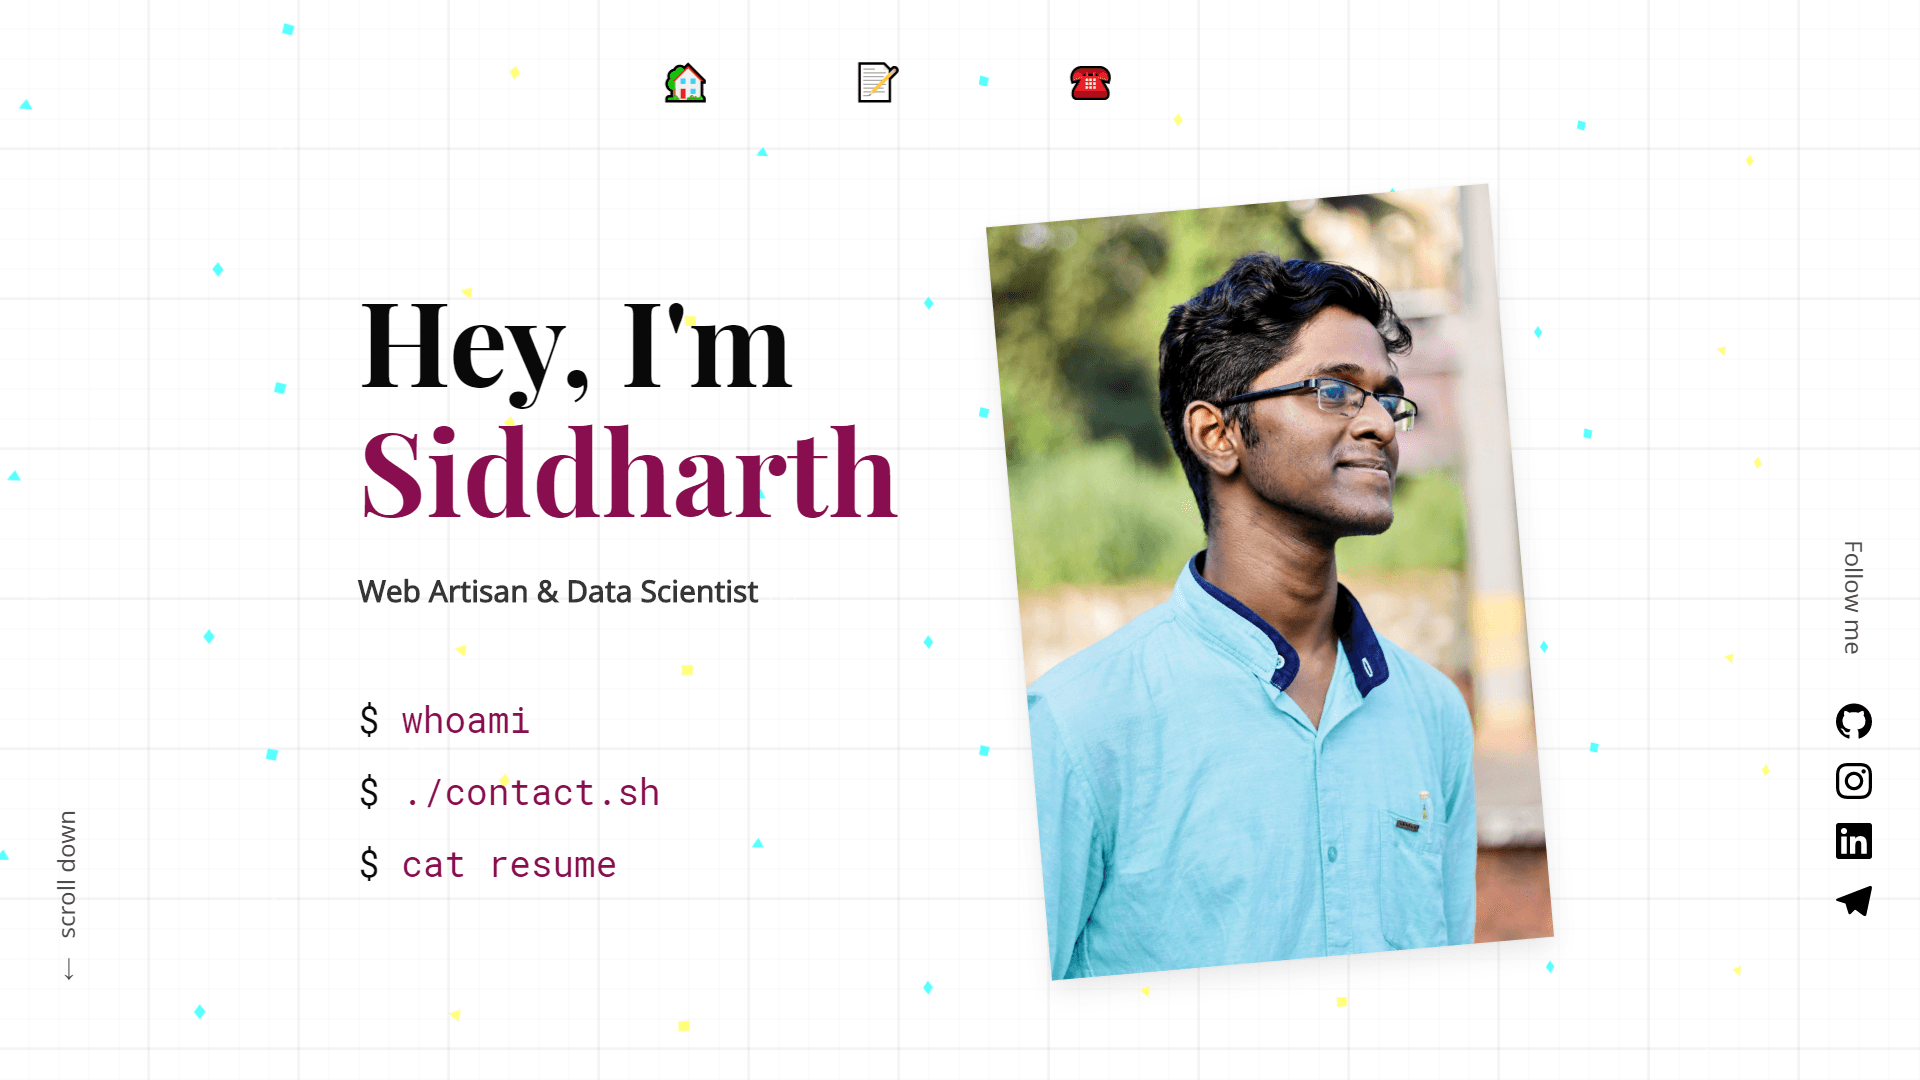 Hey, I'm
Siddharth
Web Artisan & Data Scientist
$ whoami
$ ./contact.sh
$ cat resume
← scroll down
Follow me